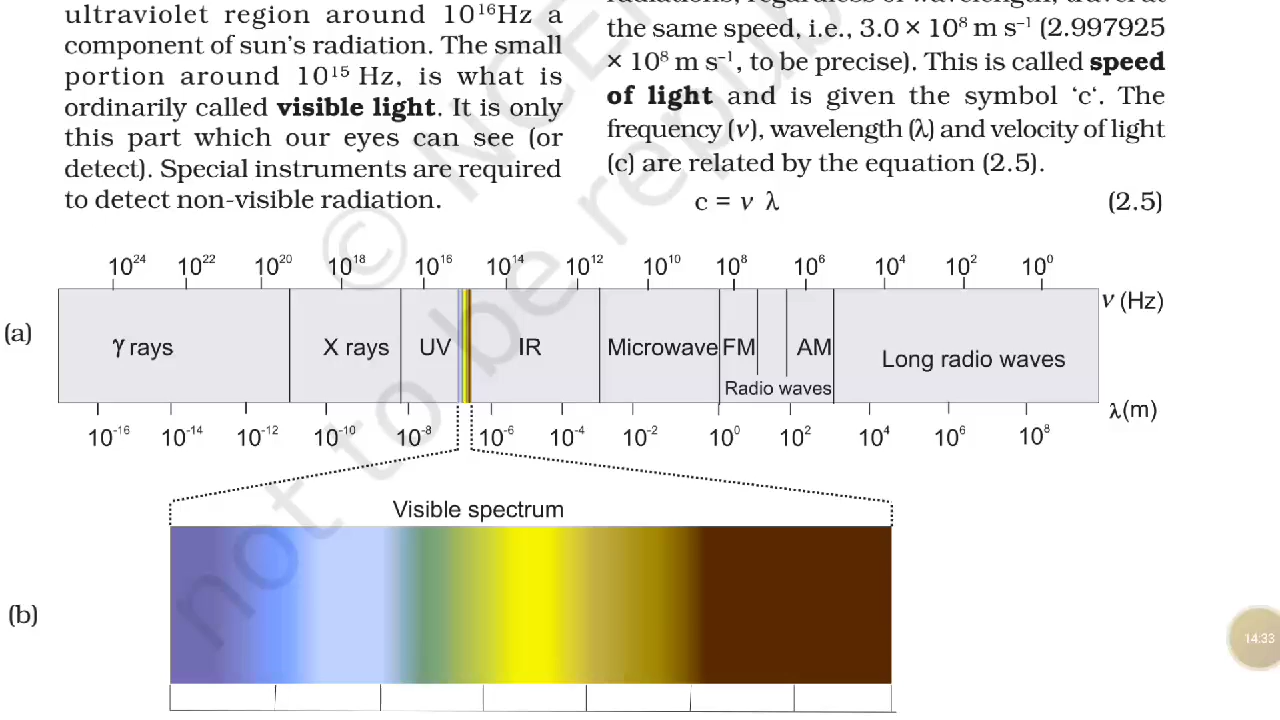 ultraviolet region around 10¹⁶Hz a
component of sun's radiation. The small
portion around 10¹⁵ Hz, is what is
ordinarily called visible light. It is only
this part which our eyes can see (or
detect). Special instruments are required
to detect non-visible radiation.
the same speed, i.e., 3.0 × 10⁸ m s⁻¹ (2.997925
× 10⁸ m s⁻¹, to be precise). This is called speed
of light and is given the symbol ‘c‘. The
frequency (ν), wavelength (λ) and velocity of light
(c) are related by the equation (2.5).
c = ν λ (2.5)
10²⁴ 10²² 10²⁰ 10¹⁸ 10¹⁶ 10¹⁴ 10¹² 10¹⁰ 10⁸ 10⁶ 10⁴ 10² 10⁰
ν (Hz)
(a)
γ rays X rays UV IR Microwave FM AM Long radio waves
Radio waves
λ(m)
10⁻¹⁶ 10⁻¹⁴ 10⁻¹² 10⁻¹⁰ 10⁻⁸ 10⁻⁶ 10⁻⁴ 10⁻² 10⁰ 10² 10⁴ 10⁶ 10⁸
Visible spectrum
(b)
14:33
not to be repub